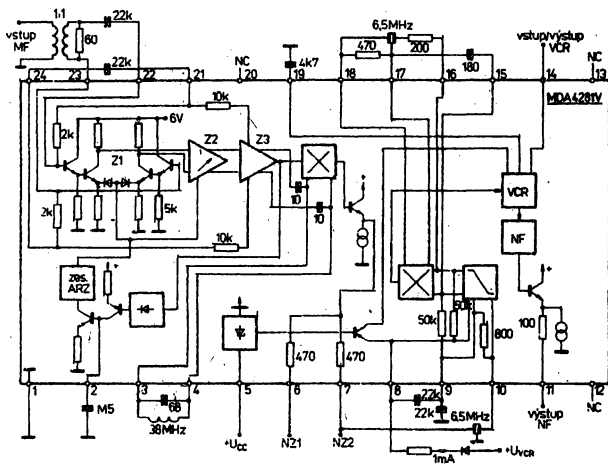 1:1
22k
6,5MHz
vstup/výstup
VCR
vstup
MF
60
470
200
180
22k
NC
4k7
NC
24 23 22 21 20 19 18 17 16 15 14 13
MDA4281V
10k
6V
2k
Z1
Z2
Z3
2k
5k
10
10
10k
VCR
NF
zes.
ARZ
+
+
+
50k
50k
800
100
470
470
1 2 3 4 5 6 7 8 9 10 11 12
M5
68
38MHz
+Ucc
NZ1
NZ2
22k
22k
6,5MHz
1mA
+UVCR
výstup
NF
NC